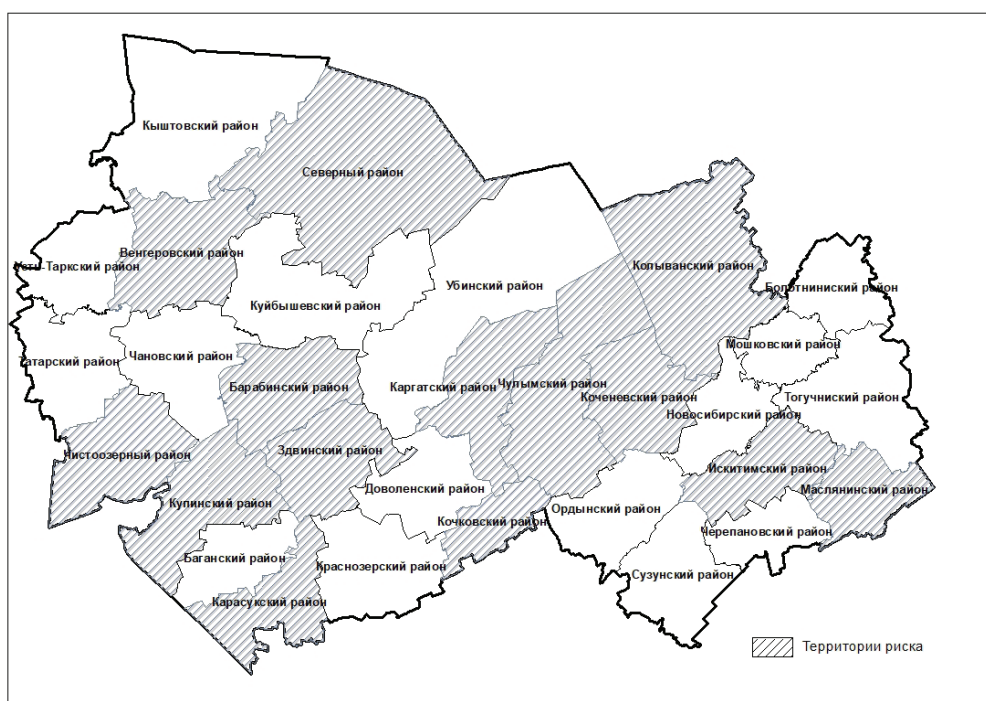 Кыштовский район
Северный район
Венгеровский район
Усть-Таркский район
Убинский район
Куйбышевский район
Копыванский район
Болотниниский район
Татарский район
Чановский район
Барабинский район
Каргатский район
Чулымский район
Коченевский район
Мошковский район
Новосибирский район
Тогучниский район
Чистоозерный район
Здвинский район
Искитимский район
Маслянинский район
Купинский район
Доволенский район
Кочковский район
Ордынский район
Черепановский район
Баганский район
Краснозерский район
Сузунский район
Карасукский район
Территории риска